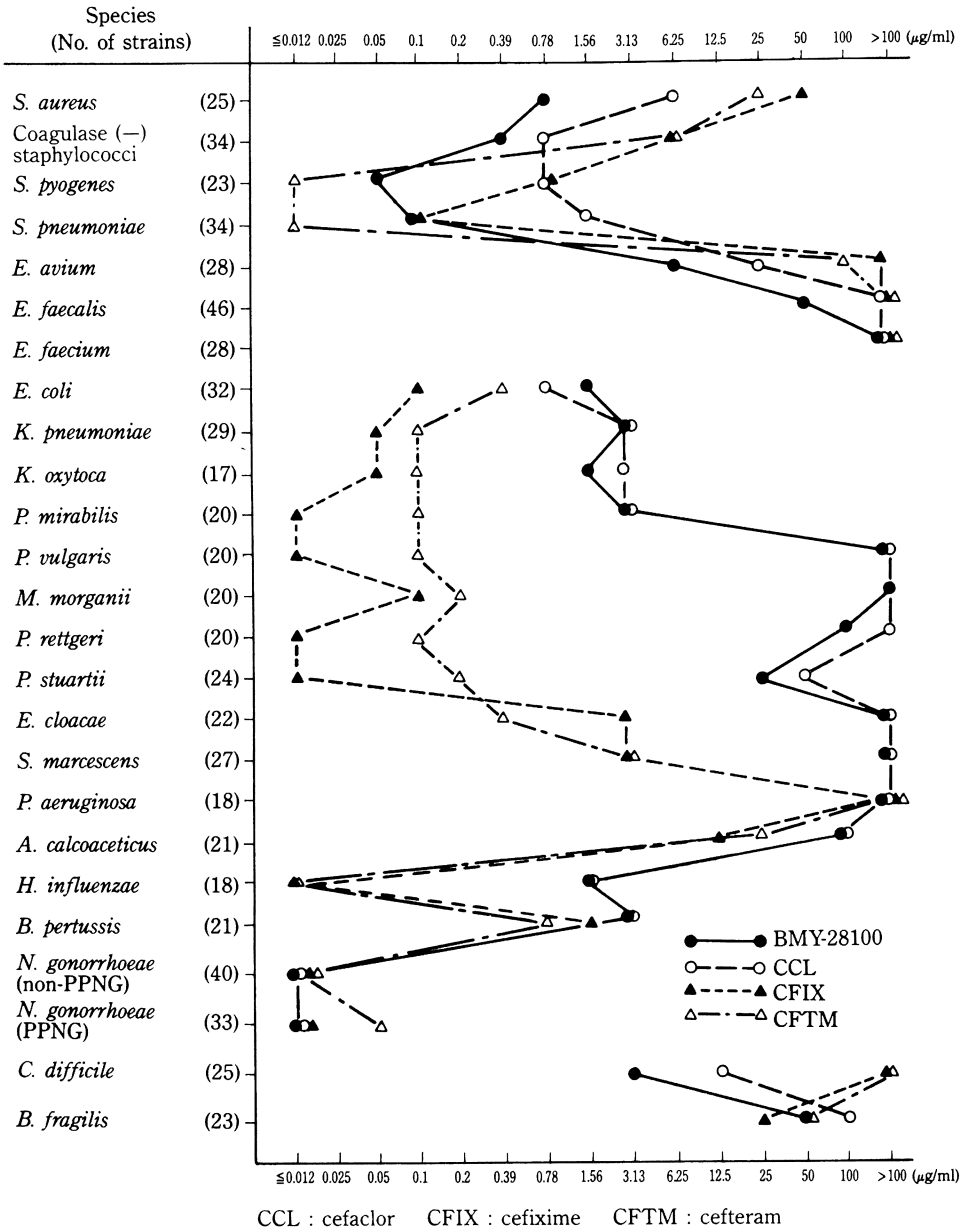 Species
(No. of strains)
≦0.012 0.025 0.05 0.1 0.2 0.39 0.78 1.56 3.13 6.25 12.5 25 50 100 >100 (μg/ml)
S. aureus (25)
Coagulase (−)
staphylococci (34)
S. pyogenes (23)
S. pneumoniae (34)
E. avium (28)
E. faecalis (46)
E. faecium (28)
E. coli (32)
K. pneumoniae (29)
K. oxytoca (17)
P. mirabilis (20)
P. vulgaris (20)
M. morganii (20)
P. rettgeri (20)
P. stuartii (24)
E. cloacae (22)
S. marcescens (27)
P. aeruginosa (18)
A. calcoaceticus (21)
H. influenzae (18)
B. pertussis (21)
N. gonorrhoeae
(non-PPNG) (40)
N. gonorrhoeae
(PPNG) (33)
C. difficile (25)
B. fragilis (23)
BMY-28100
CCL
CFIX
CFTM
≦0.012 0.025 0.05 0.1 0.2 0.39 0.78 1.56 3.13 6.25 12.5 25 50 100 >100 (μg/ml)
CCL : cefaclor CFIX : cefixime CFTM : cefteram